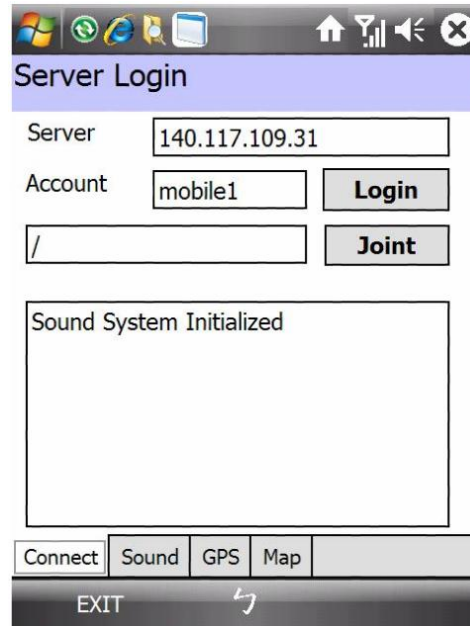 Server Login
Server 140.117.109.31
Account mobile1 Login
/ Joint
Sound System Initialized
Connect Sound GPS Map
EXIT ㄅ